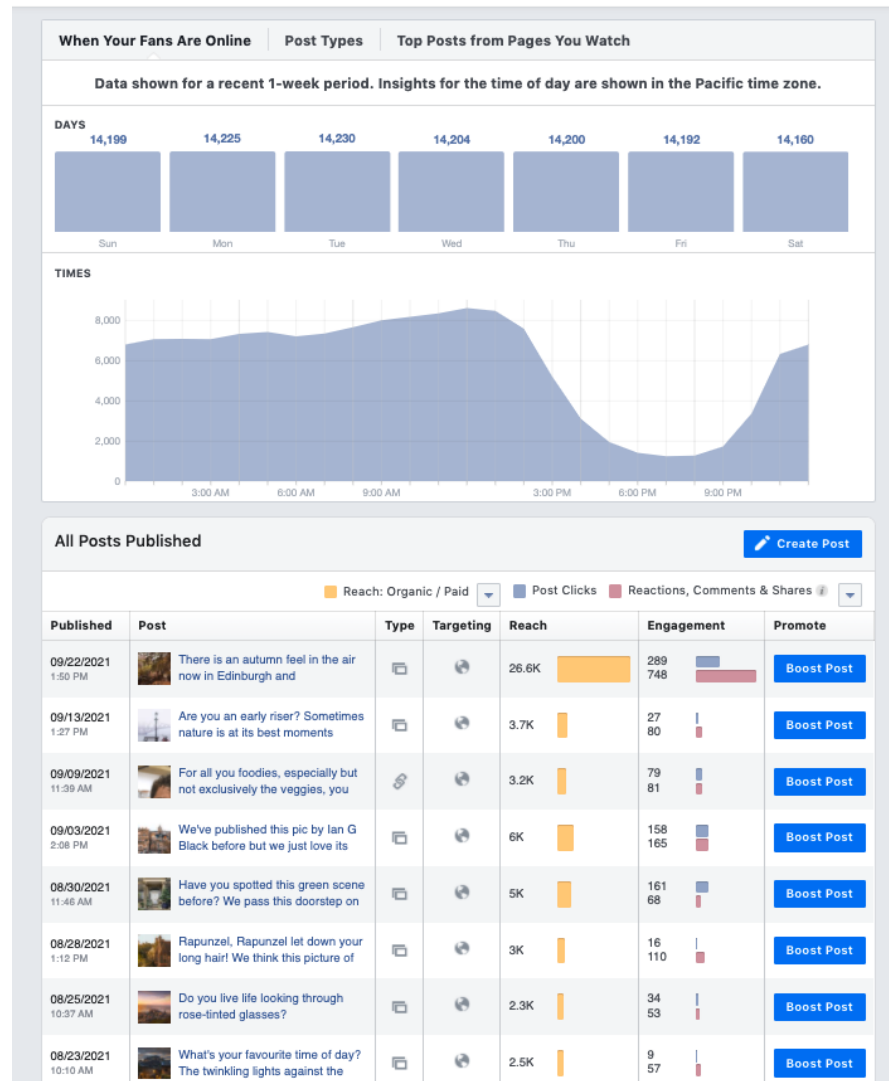 When Your Fans Are Online Post Types Top Posts from Pages You Watch
Data shown for a recent 1-week period. Insights for the time of day are shown in the Pacific time zone.
DAYS
14,199 14,225 14,230 14,204 14,200 14,192 14,160
Sun Mon Tue Wed Thu Fri Sat
TIMES
8,000
6,000
4,000
2,000
0
3:00 AM 6:00 AM 9:00 AM 3:00 PM 6:00 PM 9:00 PM
All Posts Published Create Post
Reach: Organic / Paid Post Clicks Reactions, Comments & Shares i
Published Post Type Targeting Reach Engagement Promote
09/22/2021 There is an autumn feel in the air 26.6K 289 Boost Post
1:50 PM now in Edinburgh and 748
09/13/2021 Are you an early riser? Sometimes 3.7K 27 Boost Post
1:27 PM nature is at its best moments 80
09/09/2021 For all you foodies, especially but 3.2K 79 Boost Post
11:39 AM not exclusively the veggies, you 81
09/03/2021 We've published this pic by Ian G 6K 158 Boost Post
2:08 PM Black before but we just love its 165
08/30/2021 Have you spotted this green scene 5K 161 Boost Post
11:46 AM before? We pass this doorstep on 68
08/28/2021 Rapunzel, Rapunzel let down your 3K 16 Boost Post
1:12 PM long hair! We think this picture of 110
08/25/2021 Do you live life looking through 2.3K 34 Boost Post
10:37 AM rose-tinted glasses? 53
08/23/2021 What's your favourite time of day? 2.5K 9 Boost Post
10:10 AM The twinkling lights against the 57